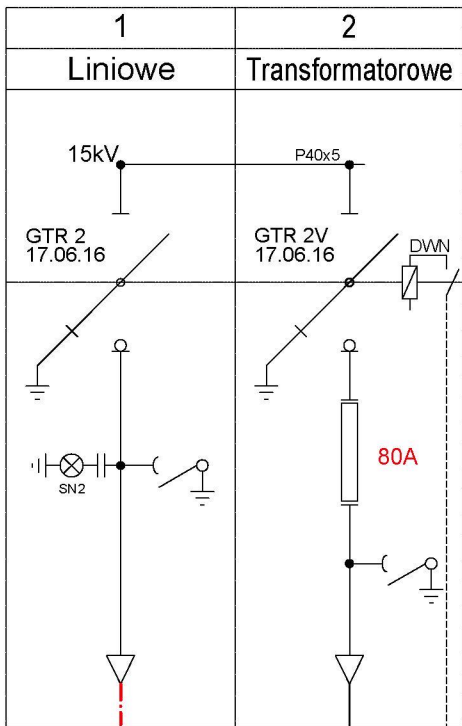 1
2
Liniowe
Transformatorowe
15kV
P40x5
GTR 2
17.06.16
GTR 2V
17.06.16
DWN
80A
SN2